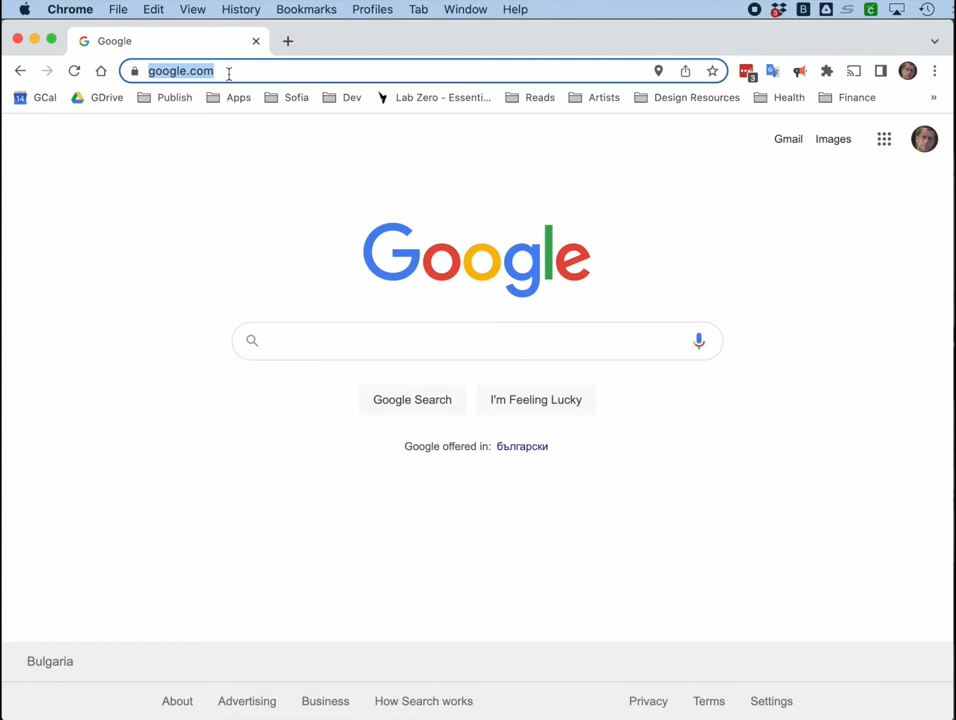 Chrome File Edit View History Bookmarks Profiles Tab Window Help
Google
google.com
GCal GDrive Publish Apps Sofia Dev Lab Zero - Essenti... Reads Artists Design Resources Health Finance »
Gmail Images
Google
Google Search I'm Feeling Lucky
Google offered in: български
Bulgaria
About Advertising Business How Search works Privacy Terms Settings